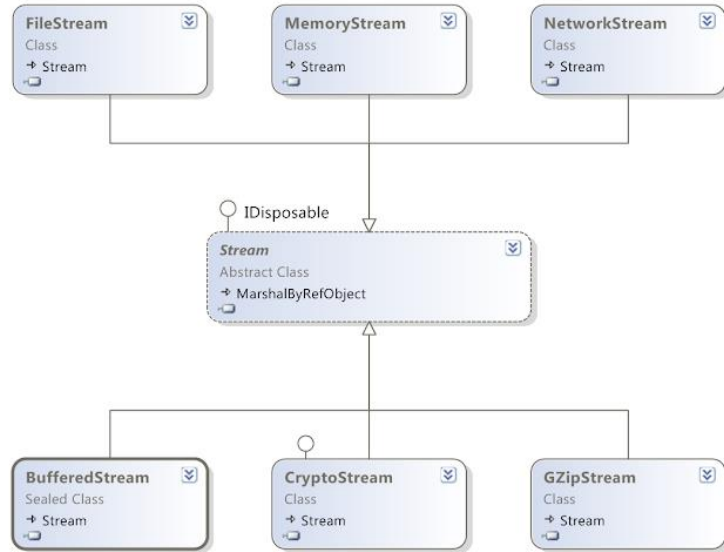 FileStream
Class
Stream
MemoryStream
Class
Stream
NetworkStream
Class
Stream
IDisposable
Stream
Abstract Class
MarshalByRefObject
BufferedStream
Sealed Class
Stream
CryptoStream
Class
Stream
GZipStream
Class
Stream